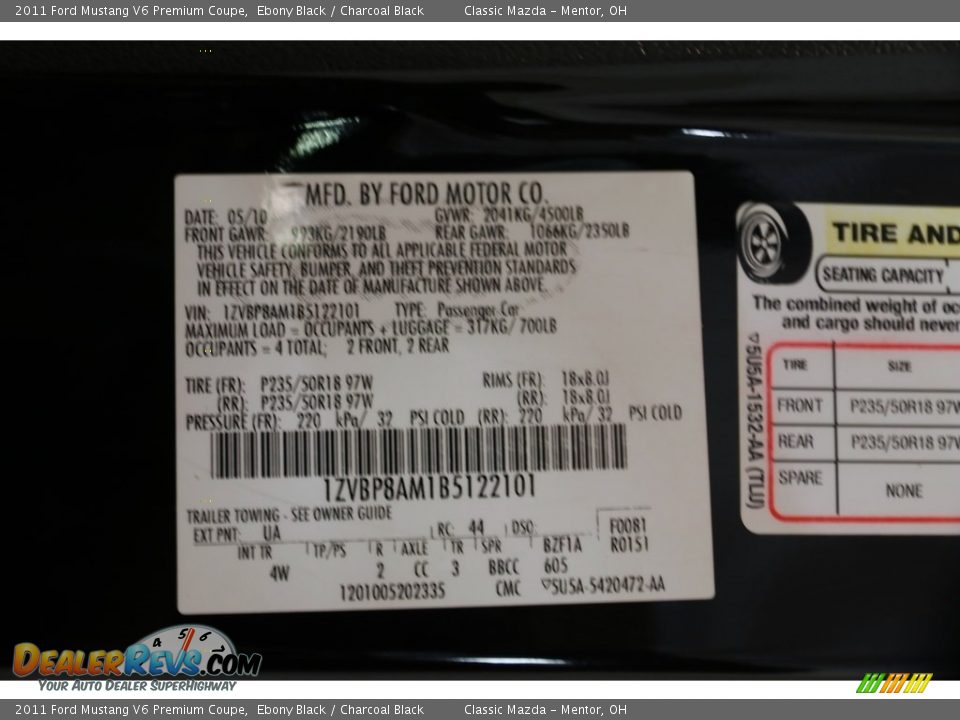 2011 Ford Mustang V6 Premium Coupe, Ebony Black / Charcoal Black Classic Mazda - Mentor, OH
MFD. BY FORD MOTOR CO.
DATE: 05/10 GVWR: 2041KG/4500LB
FRONT GAWR: 993KG/2190LB REAR GAWR: 1066KG/2350LB
THIS VEHICLE CONFORMS TO ALL APPLICABLE FEDERAL MOTOR
VEHICLE SAFETY, BUMPER, AND THEFT PREVENTION STANDARDS
IN EFFECT ON THE DATE OF MANUFACTURE SHOWN ABOVE.
VIN: 1ZVBP8AM1B5122101 TYPE: Passenger Car
MAXIMUM LOAD = OCCUPANTS + LUGGAGE = 317KG/ 700LB
OCCUPANTS = 4 TOTAL; 2 FRONT, 2 REAR
TIRE (FR): P235/50R18 97W RIMS (FR): 18x8.0J
(RR): P235/50R18 97W (RR): 18x8.0J
PRESSURE (FR): 220 kPa/ 32 PSI COLD (RR): 220 kPa/ 32 PSI COLD
1ZVBP8AM1B5122101
TRAILER TOWING - SEE OWNER GUIDE
EXT PNT: UA RC: 44 DSO: F0081
INT TR TP/PS R AXLE TR SPR BZF1A R0151
4W 2 CC 3 BBCC 605
1201005202335 CMC ▽5U5A-5420472-AA
TIRE AND
SEATING CAPACITY
The combined weight of
and cargo should never
▽5U5A-1532-AA (TLU)
TIRE SIZE
FRONT P235/50R18 97W
REAR P235/50R18 97W
SPARE NONE
4 5 6
DEALERREVS.COM
YOUR AUTO DEALER SUPERHIGHWAY
2011 Ford Mustang V6 Premium Coupe, Ebony Black / Charcoal Black Classic Mazda - Mentor, OH